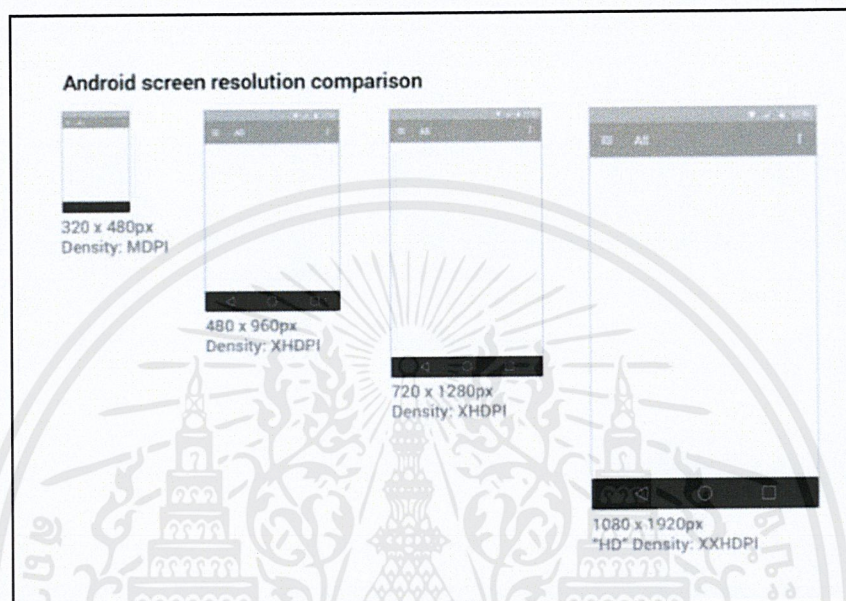 Android screen resolution comparison
320 x 480px
Density: MDPI
All
480 x 960px
Density: XHDPI
All
720 x 1280px
Density: XHDPI
All
1080 x 1920px
"HD" Density: XXHDPI